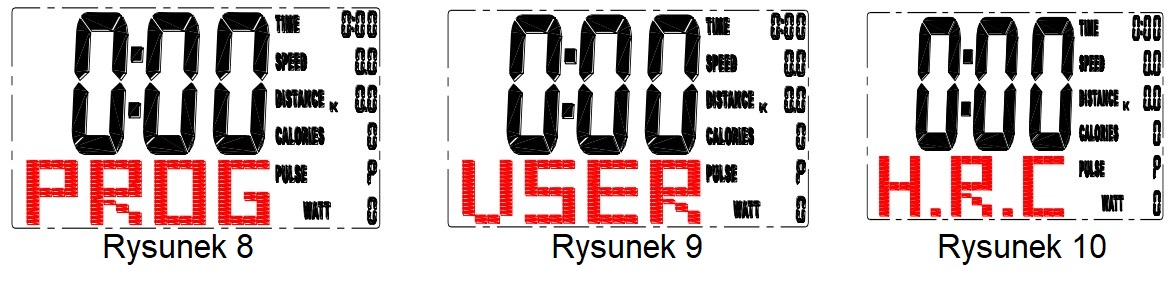 0:00
TIME 0:00
SPEED 0.0
DISTANCE K 0.0
CALORIES 0
PULSE P
WATT 0
PROG
Rysunek 8
0:00
TIME 0:00
SPEED 0.0
DISTANCE K 0.0
CALORIES 0
PULSE P
WATT 0
USER
Rysunek 9
0:00
TIME 0:00
SPEED 0.0
DISTANCE K 0.0
CALORIES 0
PULSE P
WATT 0
H.R.C
Rysunek 10